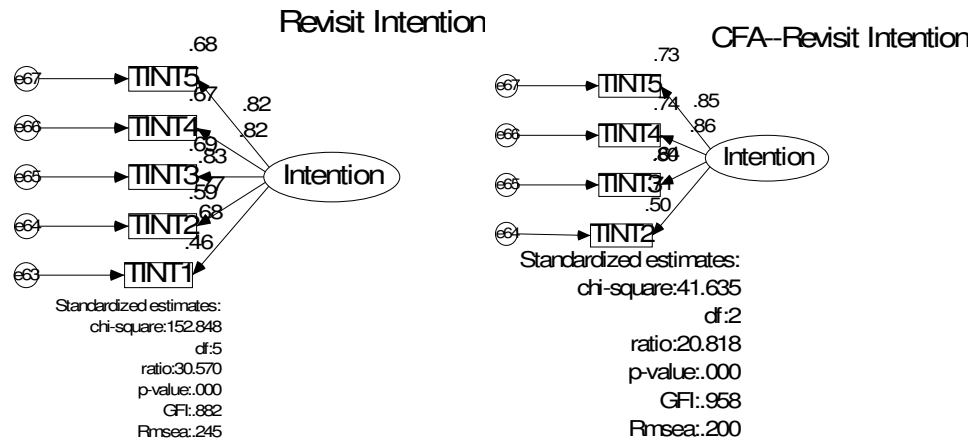 Revisit Intention
.68
e67
TINT5
.82
.67
e66
TINT4
.82
.69
e65
TINT3
.83
Intention
.77
.59
e64
TINT2
.68
.46
e63
TINT1
Standardized estimates:
chi-square:152.848
df:5
ratio:30.570
p-value:.000
GFI:.882
Rmsea:.245
CFA--Revisit Intention
.73
e67
TINT5
.85
.74
e66
TINT4
.86
Intention
e65
TINT3
.50
e64
TINT2
Standardized estimates:
chi-square:41.635
df:2
ratio:20.818
p-value:.000
GFI:.958
Rmsea:.200